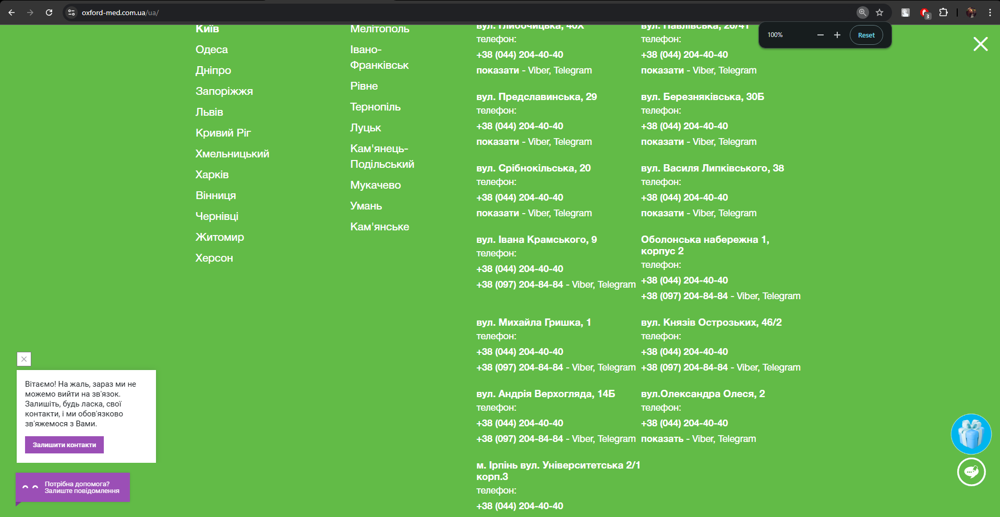 oxford-med.com.ua/ua/
3
100%
Reset
Київ
Одеса
Дніпро
Запоріжжя
Львів
Кривий Ріг
Хмельницький
Харків
Вінниця
Чернівці
Житомир
Херсон
Мелітополь
Івано-
Франківськ
Рівне
Тернопіль
Луцьк
Кам'янець-
Подільський
Мукачево
Умань
Кам'янське
вул. Глибочицька, 40Х
телефон:
+38 (044) 204-40-40
показати - Viber, Telegram
вул. Павлівська, 26/41
телефон:
+38 (044) 204-40-40
показати - Viber, Telegram
вул. Предславинська, 29
телефон:
+38 (044) 204-40-40
показати - Viber, Telegram
вул. Березняківська, 30Б
телефон:
+38 (044) 204-40-40
показати - Viber, Telegram
вул. Срібнокільська, 20
телефон:
+38 (044) 204-40-40
показати - Viber, Telegram
вул. Василя Липківського, 38
телефон:
+38 (044) 204-40-40
показати - Viber, Telegram
вул. Івана Крамського, 9
телефон:
+38 (044) 204-40-40
+38 (097) 204-84-84 - Viber, Telegram
Оболонська набережна 1,
корпус 2
телефон:
+38 (044) 204-40-40
+38 (097) 204-84-84 - Viber, Telegram
вул. Михайла Гришка, 1
телефон:
+38 (044) 204-40-40
+38 (097) 204-84-84 - Viber, Telegram
вул. Князів Острозьких, 46/2
телефон:
+38 (044) 204-40-40
+38 (097) 204-84-84 - Viber, Telegram
вул. Андрія Верхогляда, 14Б
телефон:
+38 (044) 204-40-40
+38 (097) 204-84-84 - Viber, Telegram
вул.Олександра Олеся, 2
телефон:
+38 (044) 204-40-40
показать - Viber, Telegram
м. Ірпінь вул. Університетська 2/1
корп.3
телефон:
+38 (044) 204-40-40
Вітаємо! На жаль, зараз ми не
можемо вийти на зв'язок.
Залишіть, будь ласка, свої
контакти, і ми обов'язково
зв'яжемося з Вами.
Залишити контакти
Потрібна допомога?
Залиште повідомлення